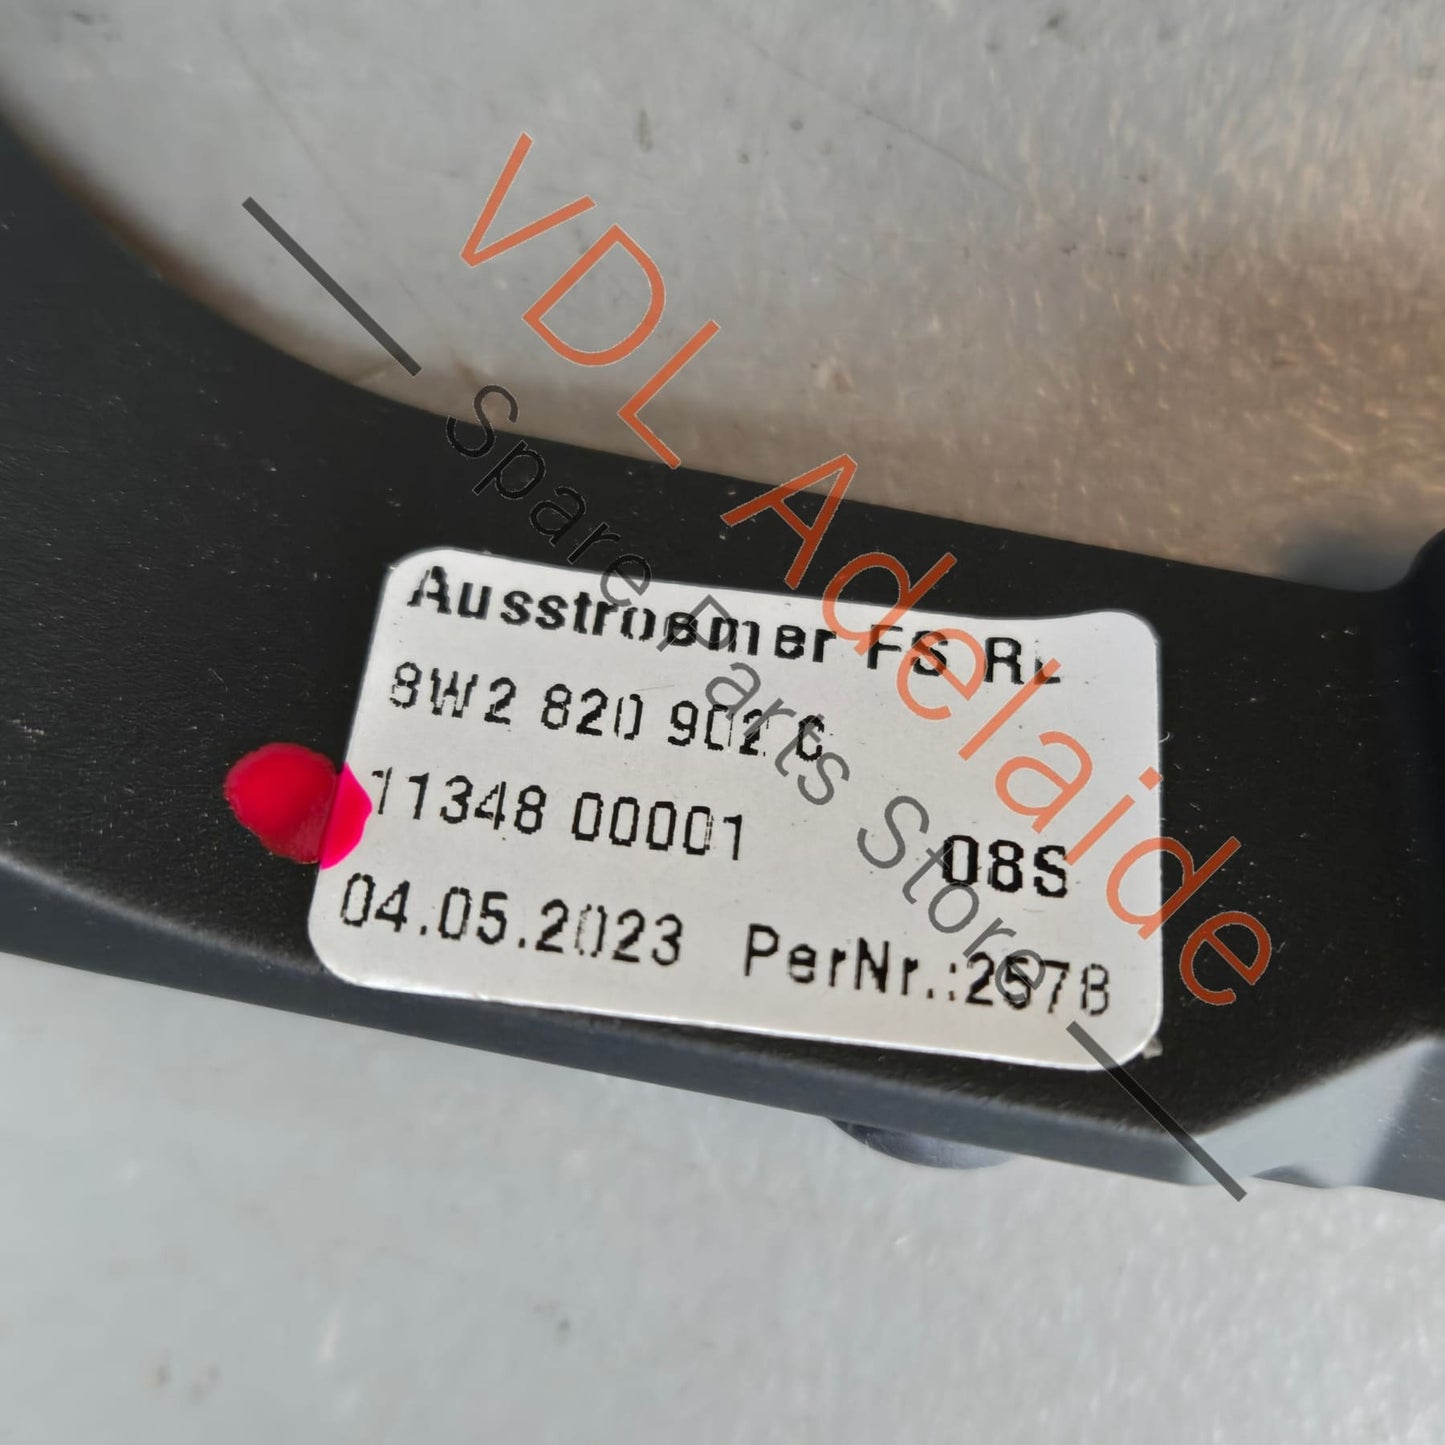 VDL Adelaide
Spare Parts Store
Ausstroemer FS RL
8W2 820 902 C
11348 00001
08S
04.05.2023 PerNr.:2578